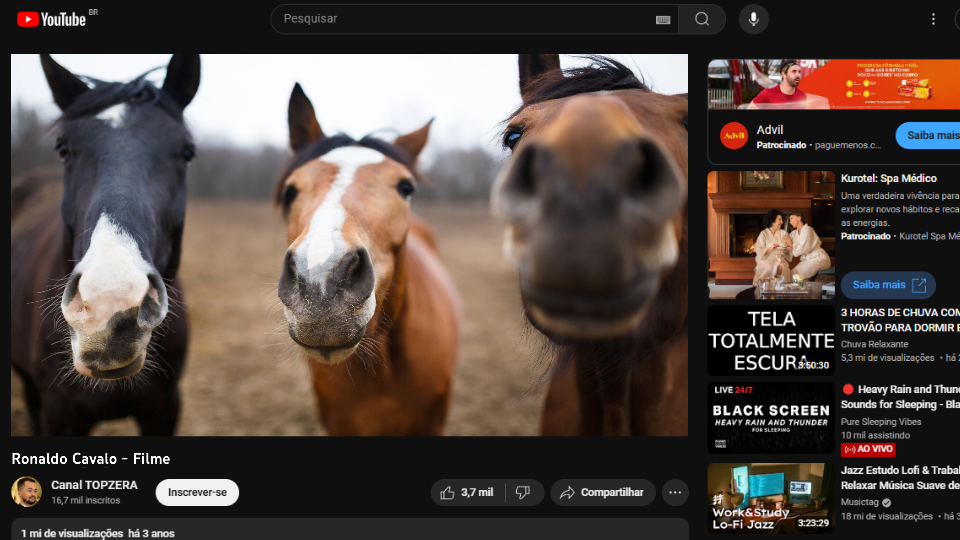 YouTube BR
Pesquisar
Ronaldo Cavalo - Filme
Canal TOPZERA
16,7 mil inscritos
Inscrever-se
3,7 mil
Compartilhar
1 mi de visualizações há 3 anos
Advil
Advil
Patrocinado • paguemenos.c...
Saiba mais
Kurotel: Spa Médico
Uma verdadeira vivência para
explorar novos hábitos e reca
as energias.
Patrocinado • Kurotel Spa Mé
Saiba mais
TELA
TOTALMENTE
ESCURA
3:50:30
3 HORAS DE CHUVA COM
TROVÃO PARA DORMIR E
Chuva Relaxante
5,3 mi de visualizações • há
LIVE 24/7
BLACK SCREEN
HEAVY RAIN AND THUNDER
FOR SLEEPING
Heavy Rain and Thun
Sounds for Sleeping - Bla
Pure Sleeping Vibes
10 mil assistindo
AO VIVO
Work&Study
Lo-Fi Jazz
3:23:29
Jazz Estudo Lofi & Trabal
Relaxar Música Suave de
Musictag
18 mi de visualizações • há 3